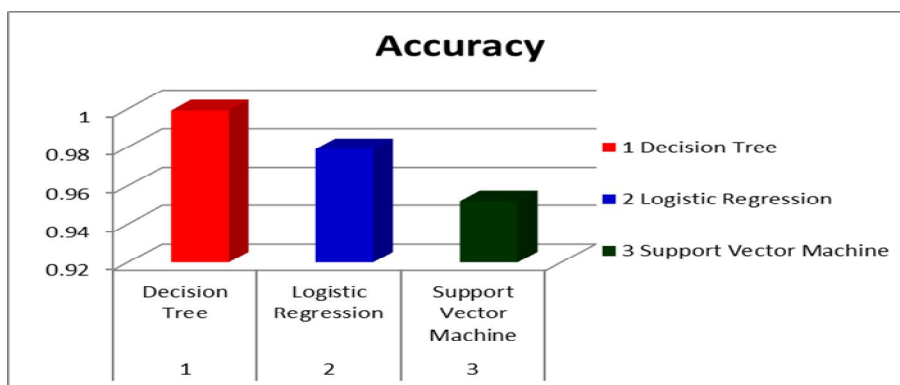 Accuracy
1
0.98
0.96
0.94
0.92
Decision
Tree
Logistic
Regression
Support
Vector
Machine
1
2
3
1 Decision Tree
2 Logistic Regression
3 Support Vector Machine